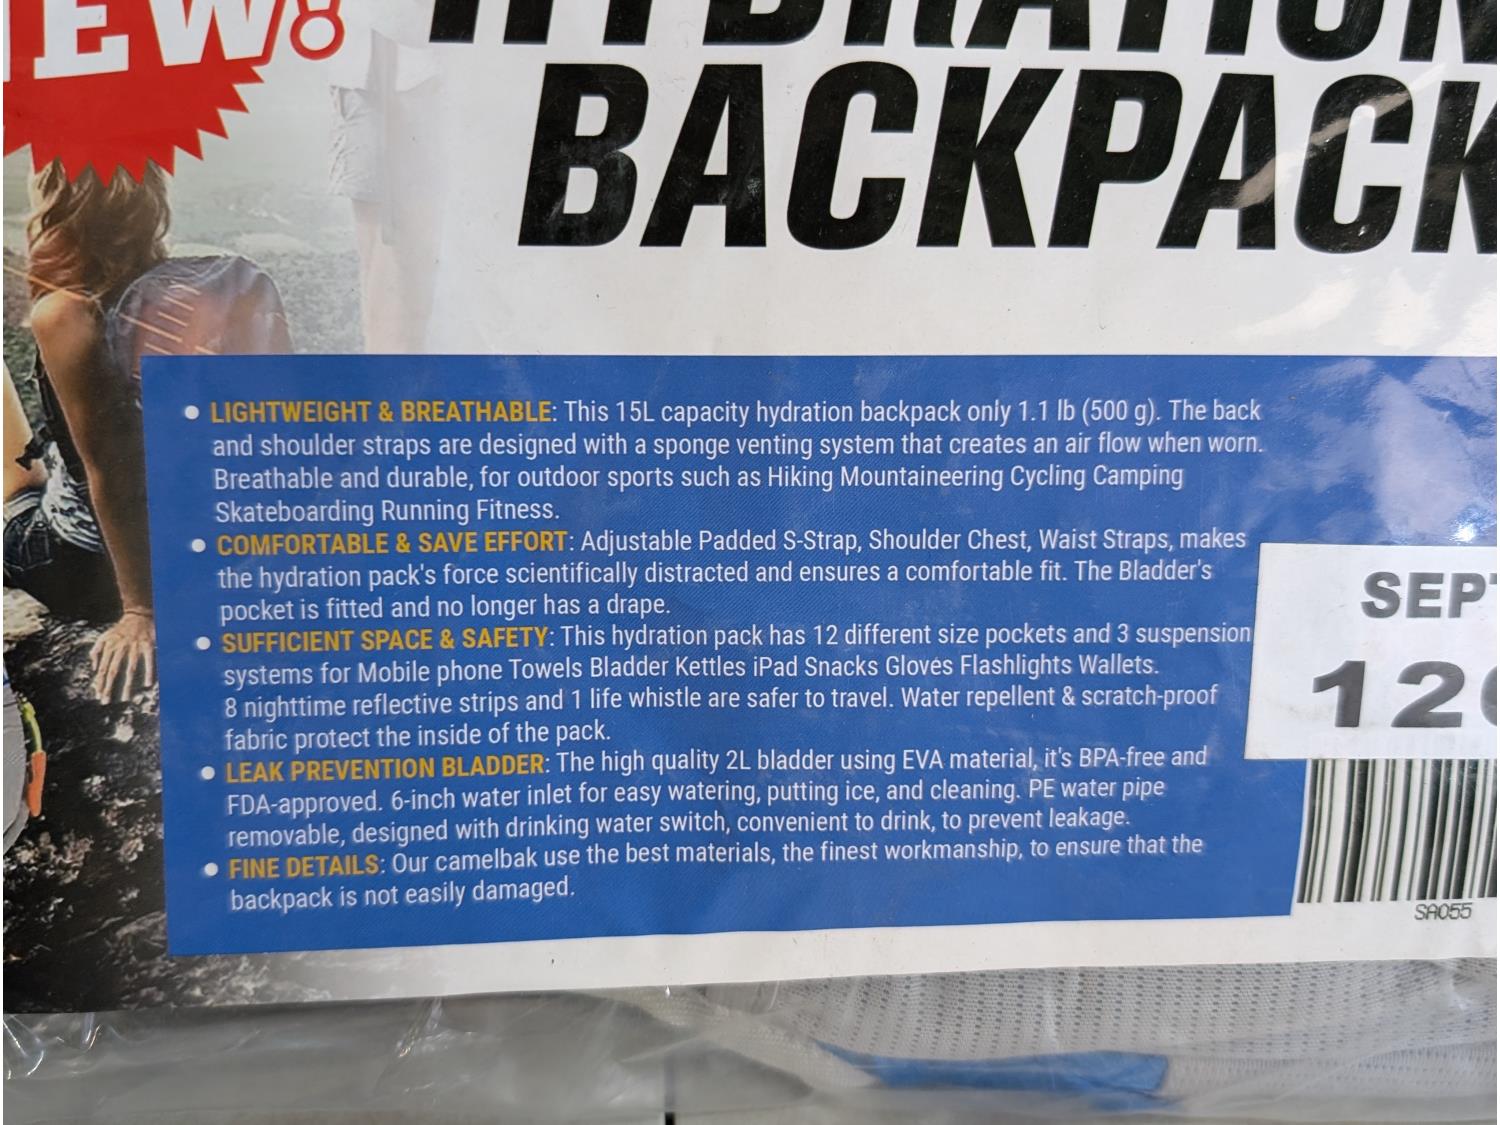 NEW!
HYDRATION
BACKPACK
• LIGHTWEIGHT & BREATHABLE: This 15L capacity hydration backpack only 1.1 lb (500 g). The back
and shoulder straps are designed with a sponge venting system that creates an air flow when worn.
Breathable and durable, for outdoor sports such as Hiking Mountaineering Cycling Camping
Skateboarding Running Fitness.
• COMFORTABLE & SAVE EFFORT: Adjustable Padded S-Strap, Shoulder Chest, Waist Straps, makes
the hydration pack's force scientifically distracted and ensures a comfortable fit. The Bladder's
pocket is fitted and no longer has a drape.
• SUFFICIENT SPACE & SAFETY: This hydration pack has 12 different size pockets and 3 suspension
systems for Mobile phone Towels Bladder Kettles iPad Snacks Gloves Flashlights Wallets.
8 nighttime reflective strips and 1 life whistle are safer to travel. Water repellent & scratch-proof
fabric protect the inside of the pack.
• LEAK PREVENTION BLADDER: The high quality 2L bladder using EVA material, it's BPA-free and
FDA-approved. 6-inch water inlet for easy watering, putting ice, and cleaning. PE water pipe
removable, designed with drinking water switch, convenient to drink, to prevent leakage.
• FINE DETAILS: Our camelbak use the best materials, the finest workmanship, to ensure that the
backpack is not easily damaged.
SEPT
12
SA055